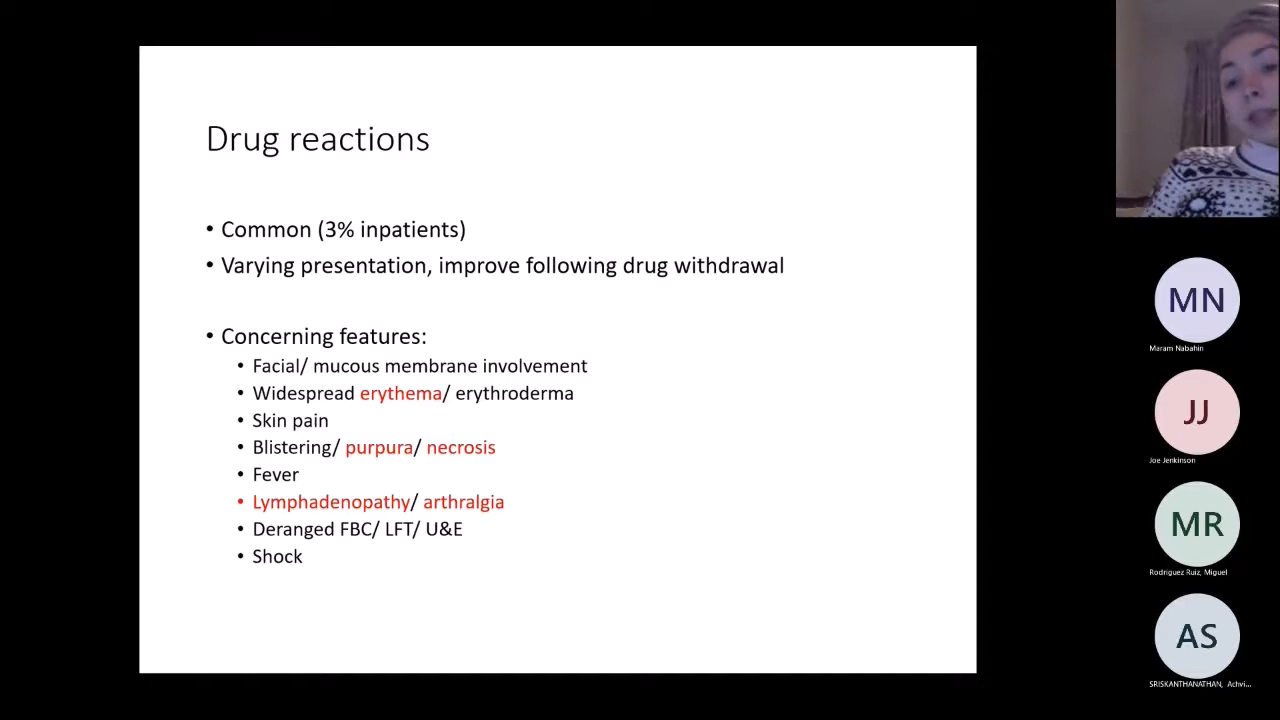 Drug reactions
• Common (3% inpatients)
• Varying presentation, improve following drug withdrawal
• Concerning features:
• Facial/ mucous membrane involvement
• Widespread erythema/ erythroderma
• Skin pain
• Blistering/ purpura/ necrosis
• Fever
• Lymphadenopathy/ arthralgia
• Deranged FBC/ LFT/ U&E
• Shock
MN
Maram Nabahin
JJ
Joe Jenkinson
MR
Rodriguez Ruiz, Miguel
AS
SRISKANTHANATHAN, Achvi...